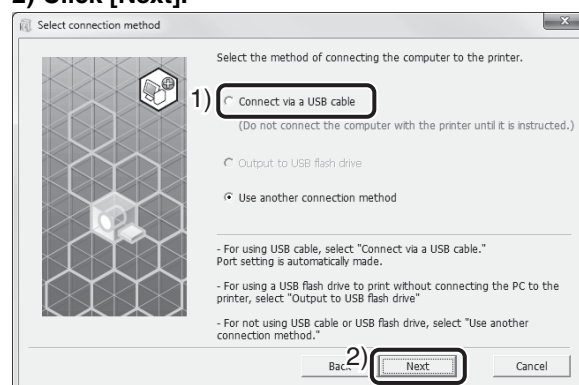 2) Click [Next].
Select connection method
Select the method of connecting the computer to the printer.
1)
Connect via a USB cable
(Do not connect the computer with the printer until it is instructed.)
Output to USB flash drive
Use another connection method
- For using USB cable, select "Connect via a USB cable."
Port setting is automatically made.
- For using a USB flash drive to print without connecting the PC to the
printer, select "Output to USB flash drive"
- For not using USB cable or USB flash drive, select "Use another
connection method."
2)
Next
Cancel